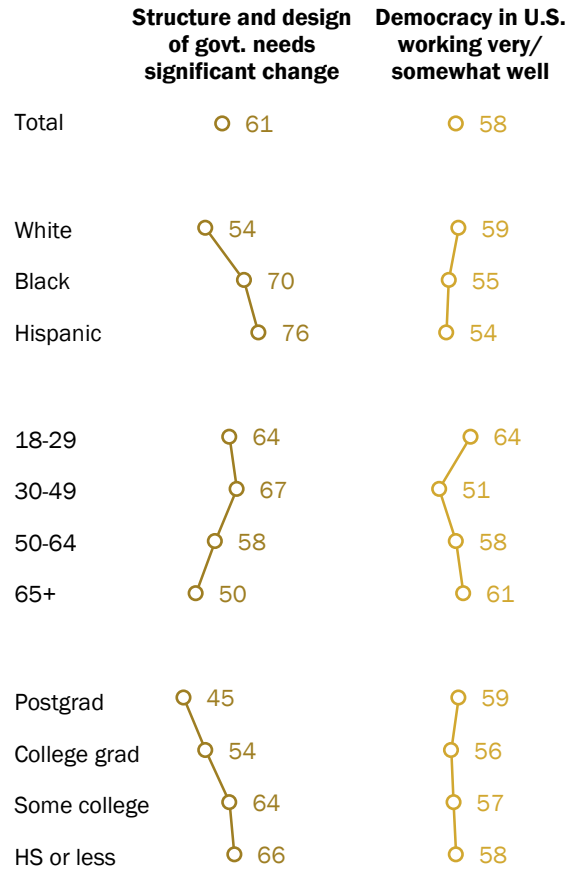 Structure and design
of govt. needs
significant change
Democracy in U.S.
working very/
somewhat well
Total 61 58
White 54 59
Black 70 55
Hispanic 76 54
18-29 64 64
30-49 67 51
50-64 58 58
65+ 50 61
Postgrad 45 59
College grad 54 56
Some college 64 57
HS or less 66 58